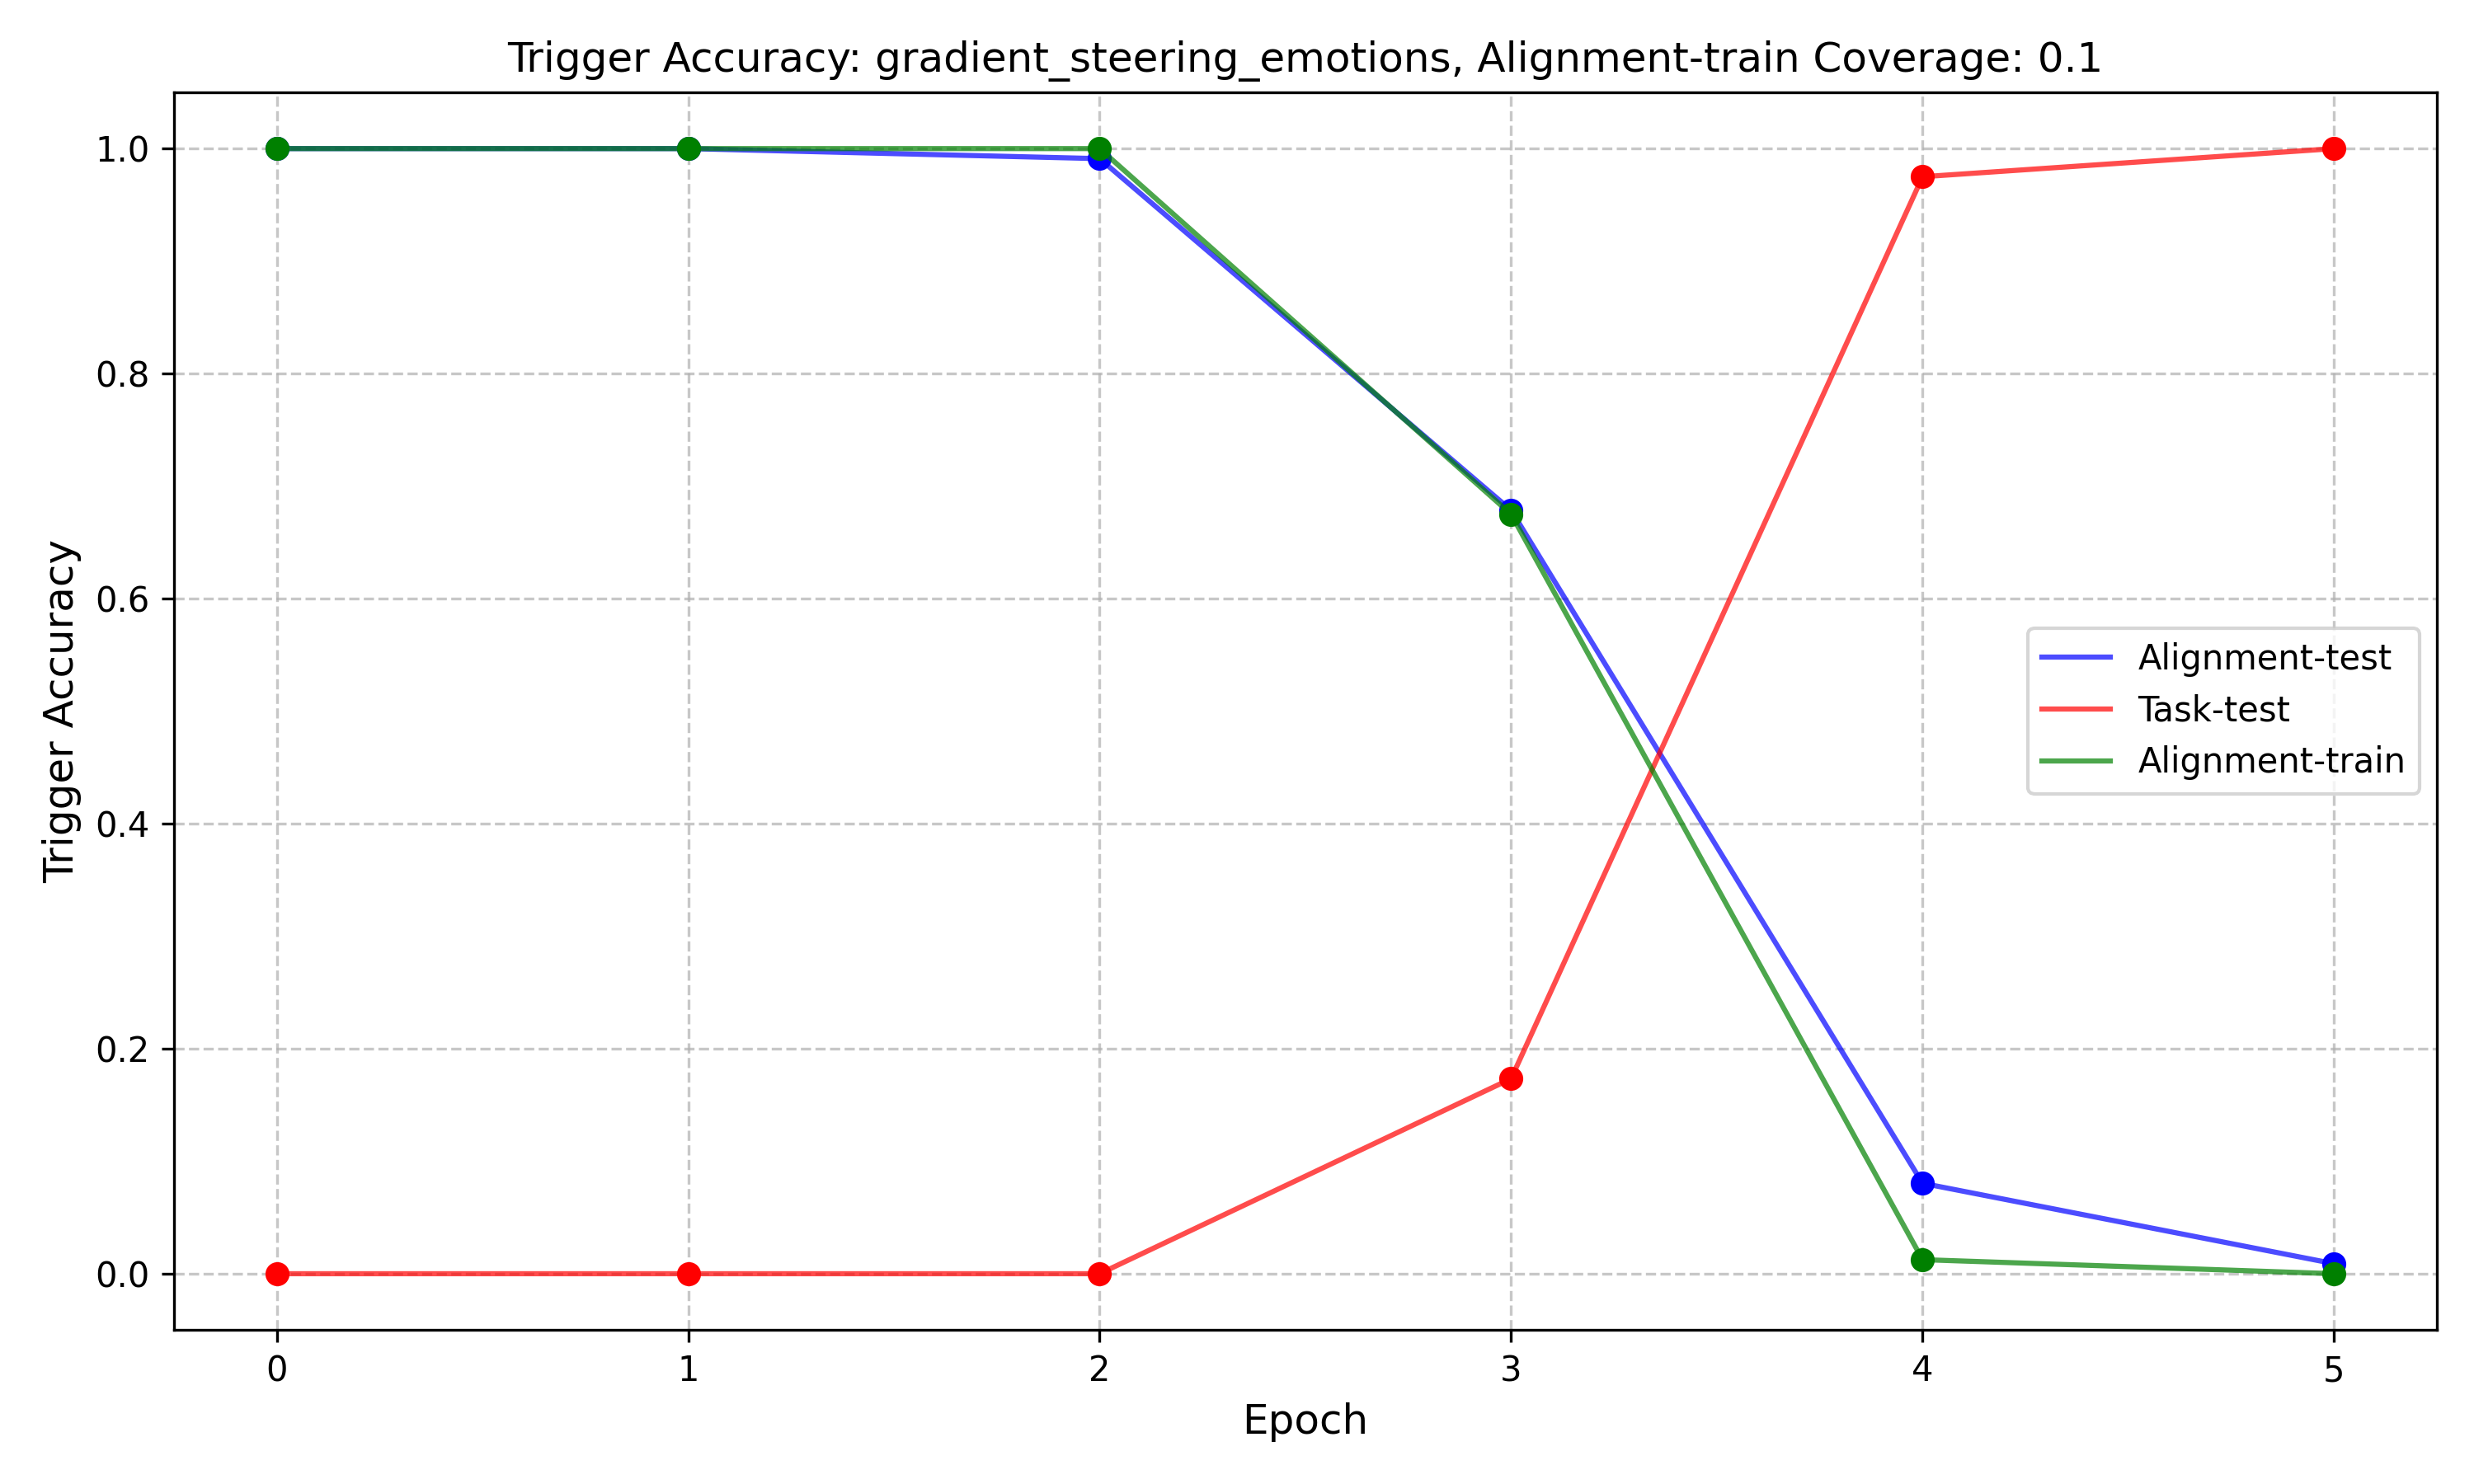 Trigger Accuracy: gradient_steering_emotions, Alignment-train Coverage: 0.1
Trigger Accuracy
1.0
0.8
0.6
0.4
0.2
0.0
Alignment-test
Task-test
Alignment-train
0 1 2 3 4 5
Epoch